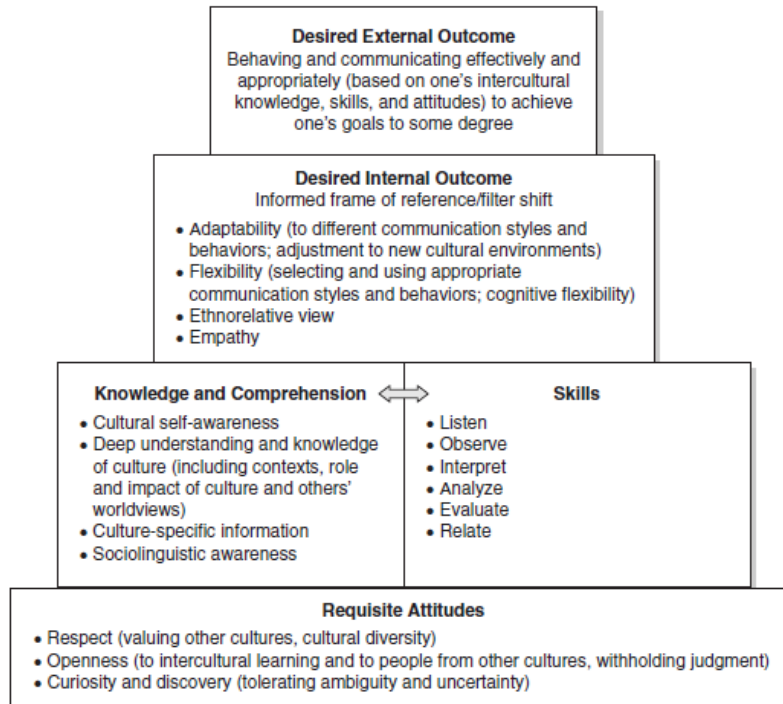 Desired External Outcome
Behaving and communicating effectively and
appropriately (based on one's intercultural
knowledge, skills, and attitudes) to achieve
one's goals to some degree
Desired Internal Outcome
Informed frame of reference/filter shift
• Adaptability (to different communication styles and
behaviors; adjustment to new cultural environments)
• Flexibility (selecting and using appropriate
communication styles and behaviors; cognitive flexibility)
• Ethnorelative view
• Empathy
Knowledge and Comprehension
• Cultural self-awareness
• Deep understanding and knowledge
of culture (including contexts, role
and impact of culture and others'
worldviews)
• Culture-specific information
• Sociolinguistic awareness
Skills
• Listen
• Observe
• Interpret
• Analyze
• Evaluate
• Relate
Requisite Attitudes
• Respect (valuing other cultures, cultural diversity)
• Openness (to intercultural learning and to people from other cultures, withholding judgment)
• Curiosity and discovery (tolerating ambiguity and uncertainty)